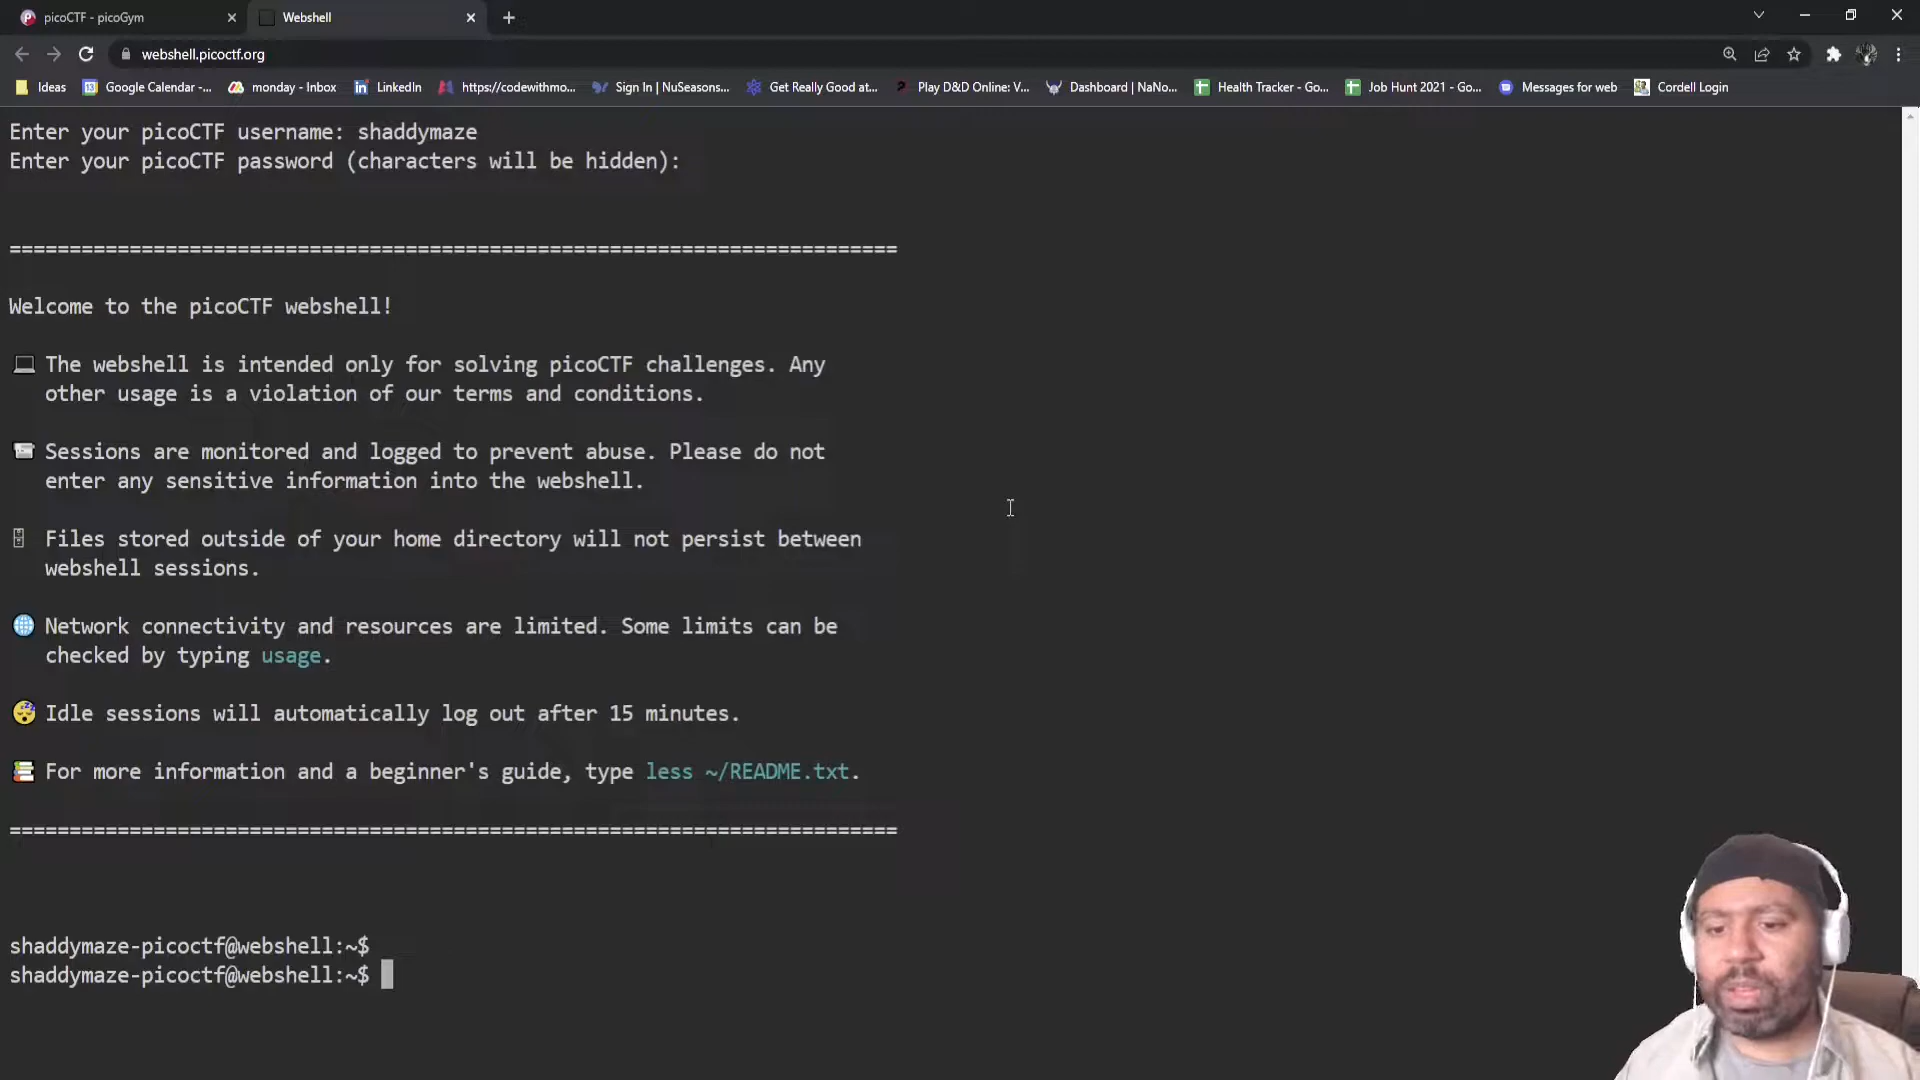 picoCTF - picoGym
Webshell
webshell.picoctf.org
Ideas
Google Calendar -...
monday - Inbox
LinkedIn
https://codewithmo...
Sign In | NuSeasons...
Get Really Good at...
Play D&D Online: V...
Dashboard | NaNo...
Health Tracker - Go...
Job Hunt 2021 - Go...
Messages for web
Cordell Login
Enter your picoCTF username: shaddymaze
Enter your picoCTF password (characters will be hidden):
==========================================================================
Welcome to the picoCTF webshell!
The webshell is intended only for solving picoCTF challenges. Any
other usage is a violation of our terms and conditions.
Sessions are monitored and logged to prevent abuse. Please do not
enter any sensitive information into the webshell.
Files stored outside of your home directory will not persist between
webshell sessions.
Network connectivity and resources are limited. Some limits can be
checked by typing usage.
Idle sessions will automatically log out after 15 minutes.
For more information and a beginner's guide, type less ~/README.txt.
==========================================================================
shaddymaze-picoctf@webshell:~$
shaddymaze-picoctf@webshell:~$